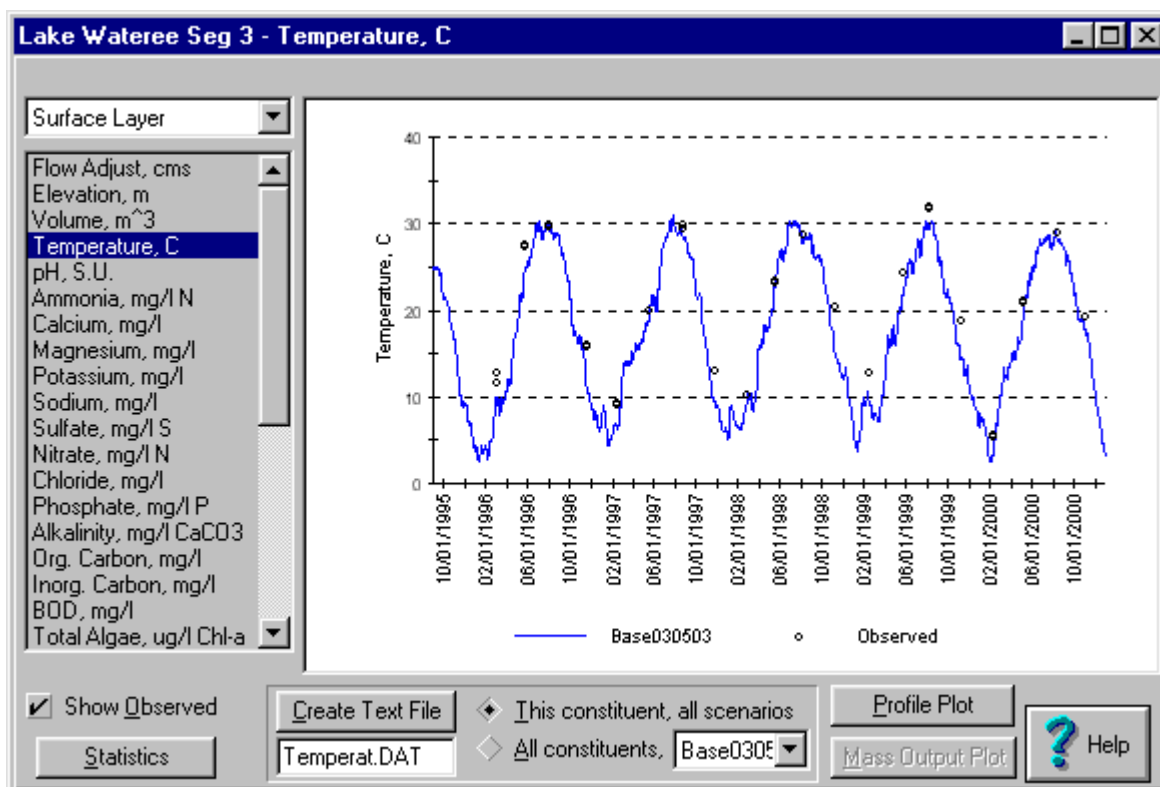 Lake Wateree Seg 3 - Temperature, C
Surface Layer
Flow Adjust, cms
Elevation, m
Volume, m^3
Temperature, C
pH, S.U.
Ammonia, mg/l N
Calcium, mg/l
Magnesium, mg/l
Potassium, mg/l
Sodium, mg/l
Sulfate, mg/l S
Nitrate, mg/l N
Chloride, mg/l
Phosphate, mg/l P
Alkalinity, mg/l CaCO3
Org. Carbon, mg/l
Inorg. Carbon, mg/l
BOD, mg/l
Total Algae, ug/l Chl-a
Temperature, C
40
30
20
10
0
10/01/1995
02/01/1996
06/01/1996
10/01/1996
02/01/1997
06/01/1997
10/01/1997
02/01/1998
06/01/1998
10/01/1998
02/01/1999
06/01/1999
10/01/1999
02/01/2000
06/01/2000
10/01/2000
Base030503
Observed
Show Observed
Statistics
Create Text File
Temperat.DAT
This constituent, all scenarios
All constituents,
Base0305
Profile Plot
Mass Output Plot
Help